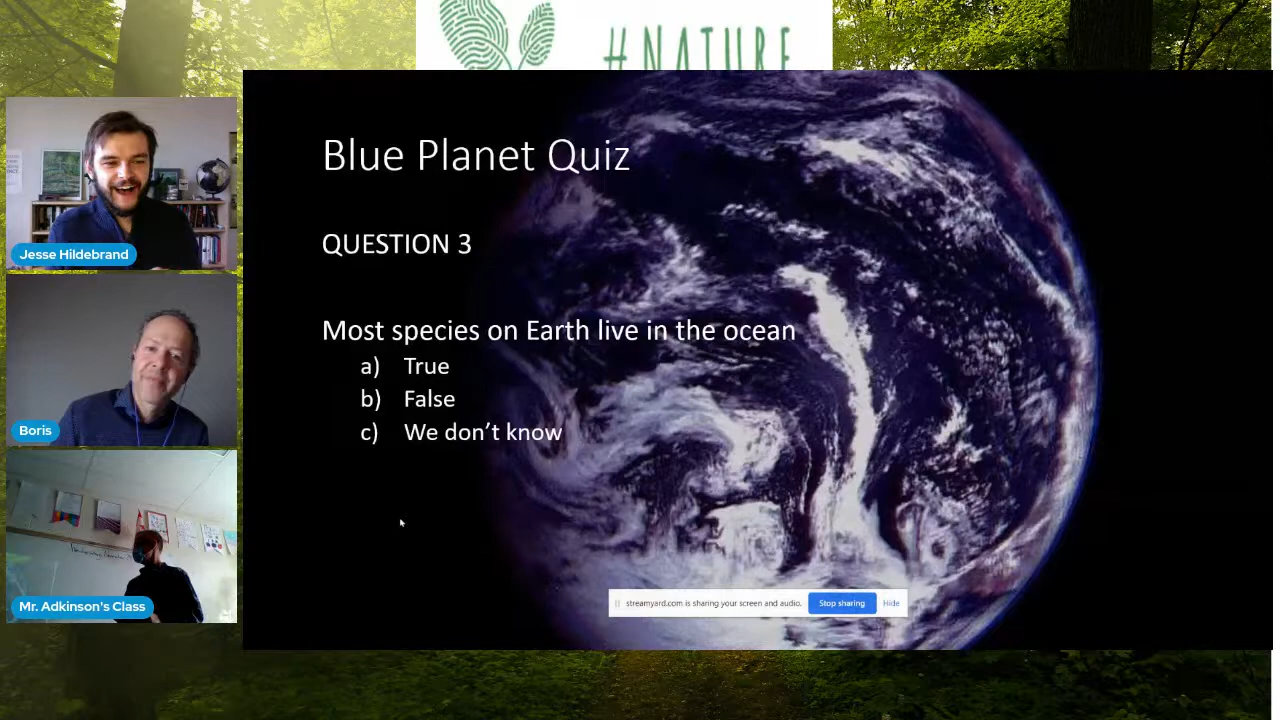 #NATURE
Blue Planet Quiz
QUESTION 3
Most species on Earth live in the ocean
a) True
b) False
c) We don't know
Jesse Hildebrand
Boris
Mr. Adkinson's Class
streamyard.com is sharing your screen and audio. Stop sharing Hide